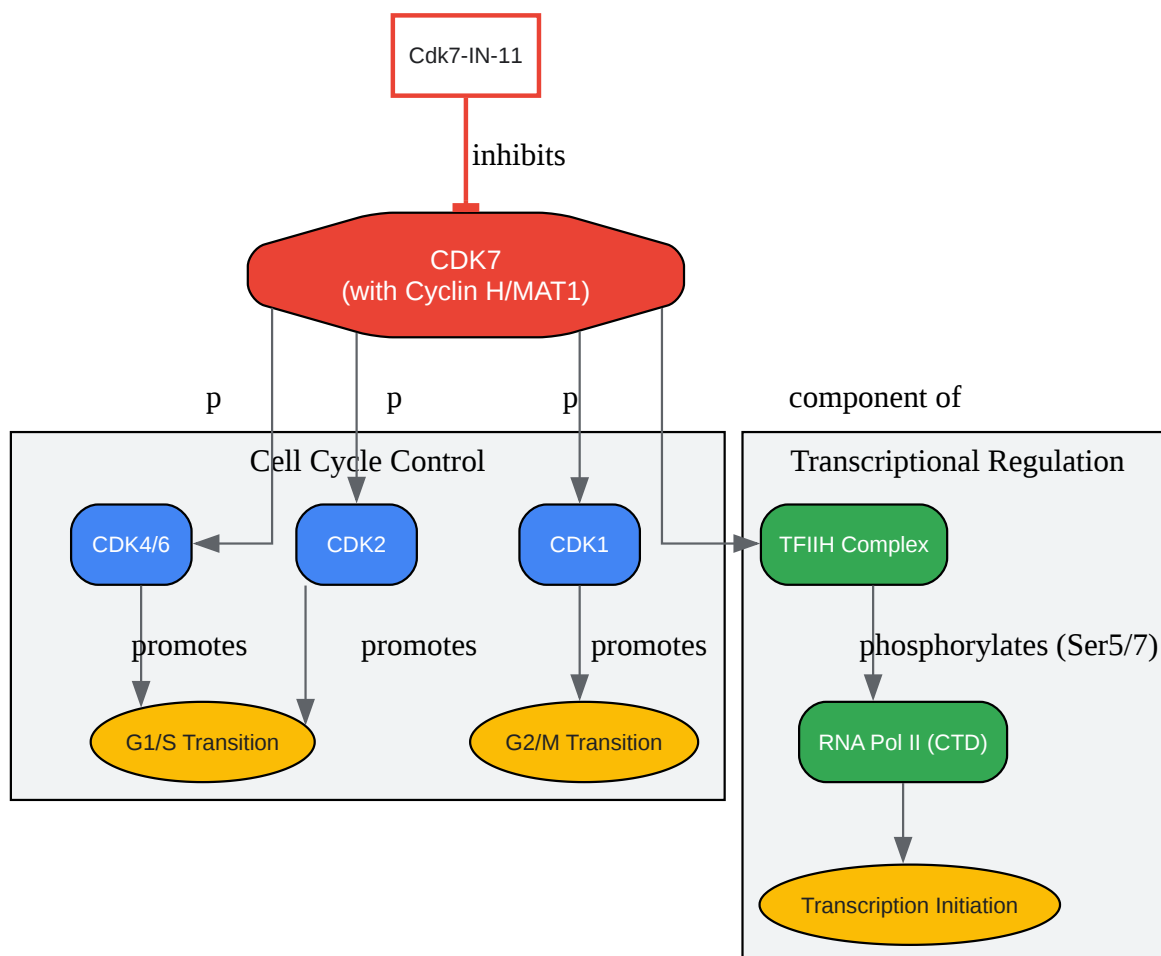 Cdk7-IN-11
inhibits
CDK7
(with Cyclin H/MAT1)
p
p
p
component of
Cell Cycle Control
Transcriptional Regulation
CDK4/6
CDK2
CDK1
TFIIH Complex
promotes
promotes
promotes
phosphorylates (Ser5/7)
G1/S Transition
G2/M Transition
RNA Pol II (CTD)
Transcription Initiation